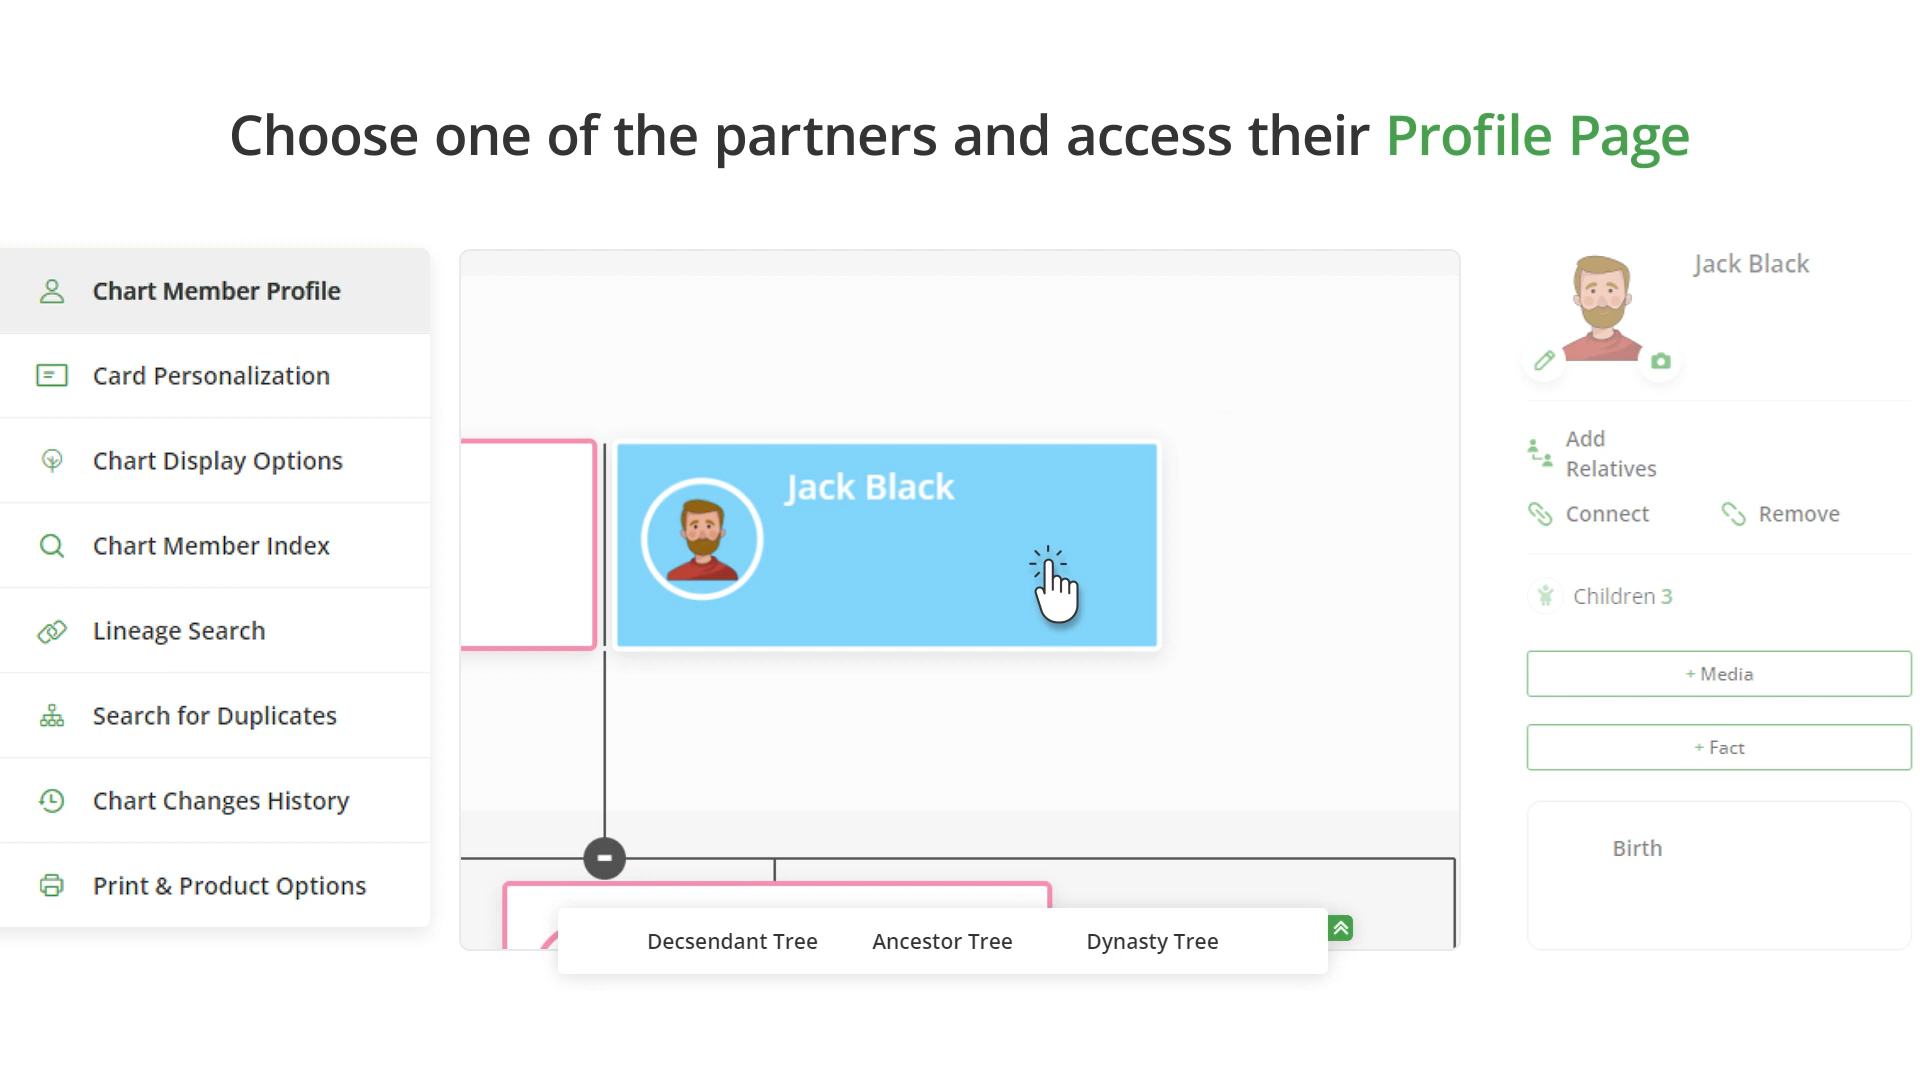 Choose one of the partners and access their Profile Page
Chart Member Profile
Card Personalization
Chart Display Options
Chart Member Index
Lineage Search
Search for Duplicates
Chart Changes History
Print & Product Options
Jack Black
Decsendant Tree
Ancestor Tree
Dynasty Tree
Jack Black
Add
Relatives
Connect
Remove
Children 3
+ Media
+ Fact
Birth